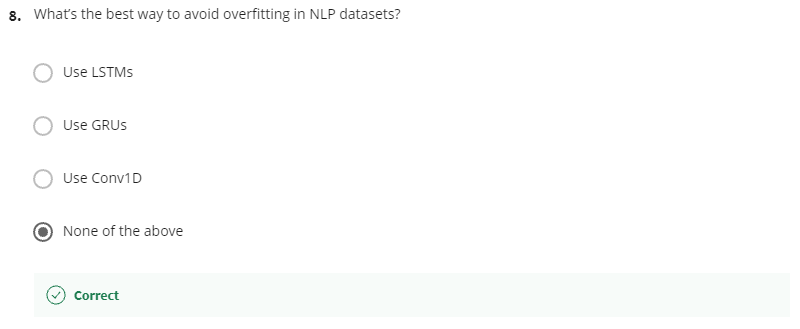 8. What's the best way to avoid overfitting in NLP datasets?
Use LSTMs
Use GRUs
Use Conv1D
None of the above
Correct